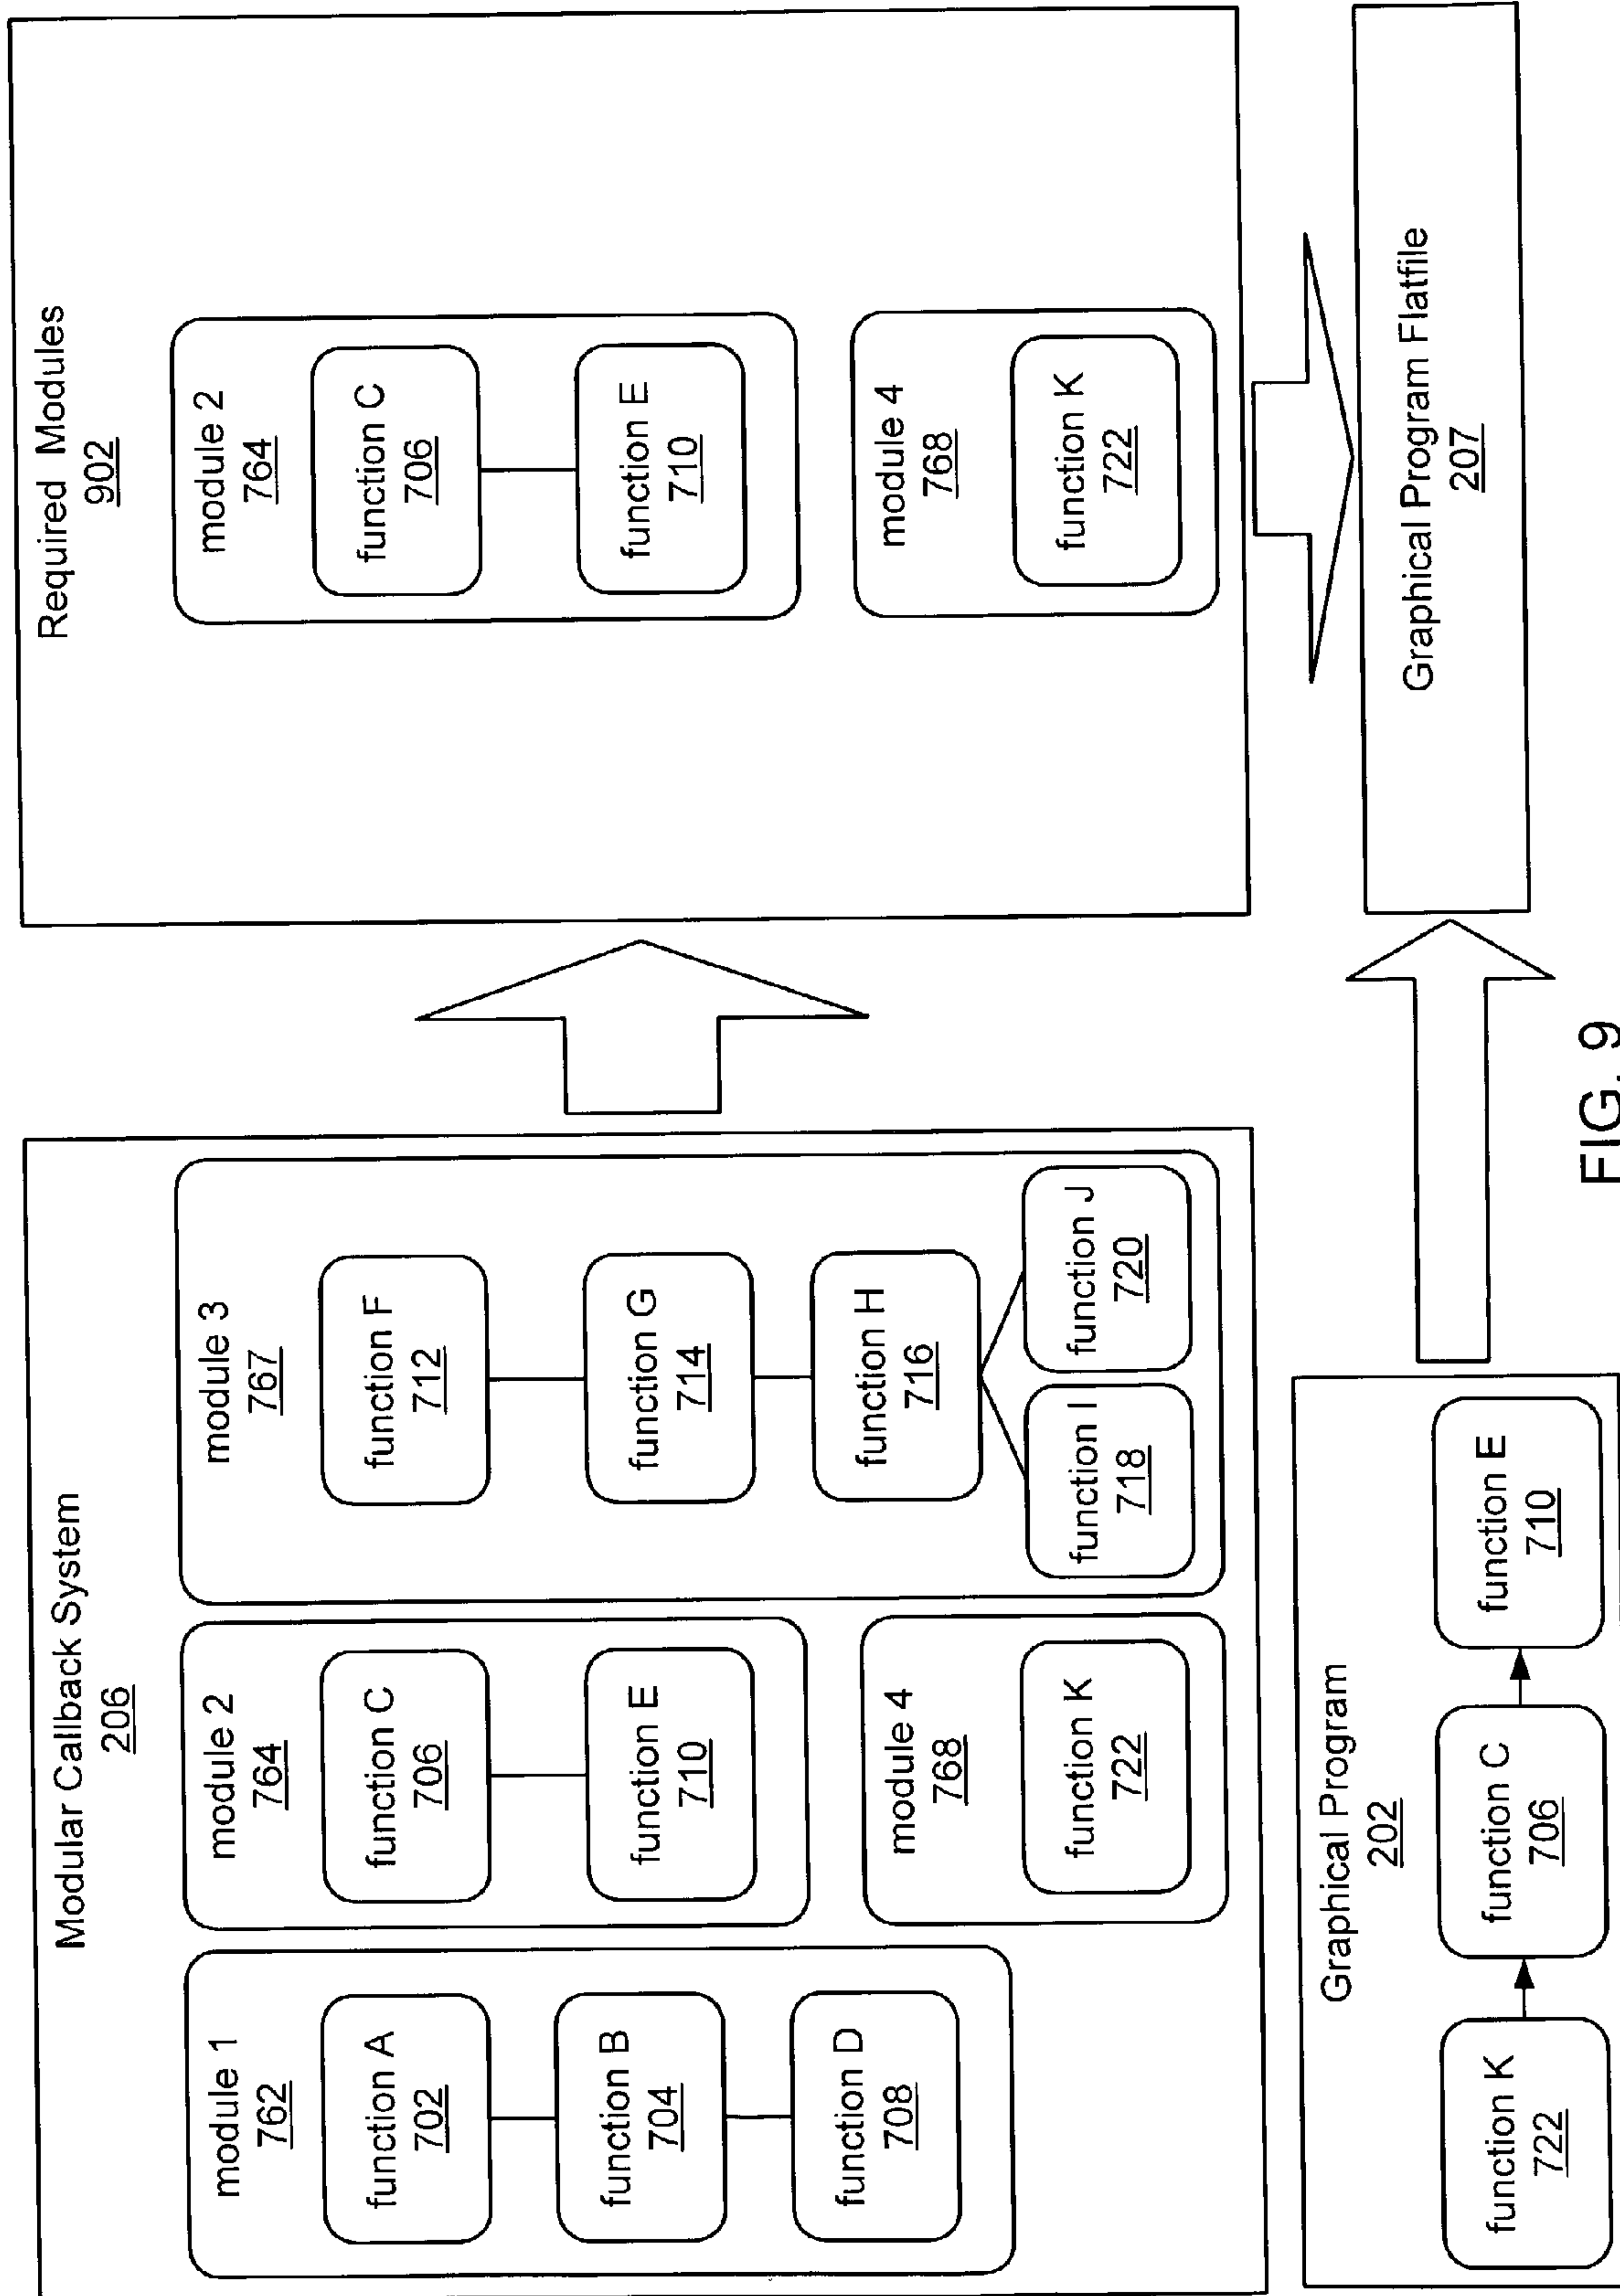 Modular Callback System
206
module 1
762
function A
702
function B
704
function D
708
module 2
764
function C
706
function E
710
module 4
768
function K
722
module 3
767
function F
712
function G
714
function H
716
function I
718
function J
720
Required Modules
902
module 2
764
function C
706
function E
710
module 4
768
function K
722
Graphical Program
202
function K
722
function C
706
function E
710
Graphical Program Flatfile
207
FIG. 9